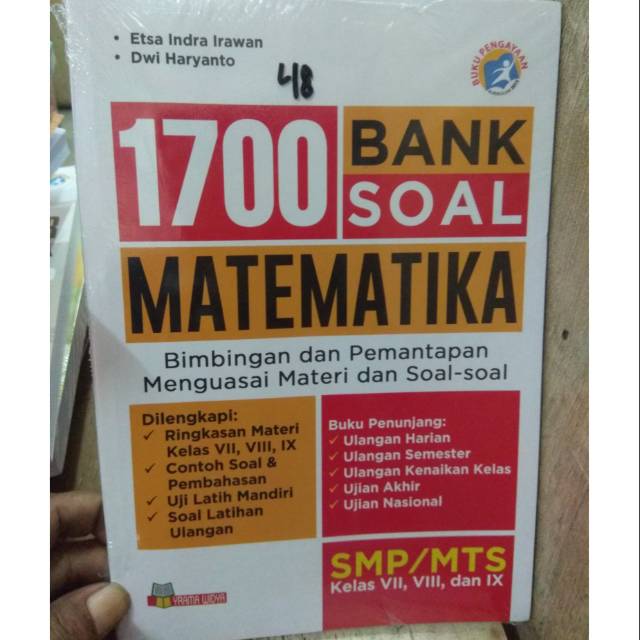 • Etsa Indra Irawan
• Dwi Haryanto
48
BUKU PENGAYAAN
1700
BANK
SOAL
MATEMATIKA
Bimbingan dan Pemantapan
Menguasai Materi dan Soal-soal
Dilengkapi:
✓ Ringkasan Materi
Kelas VII, VIII, IX
✓ Contoh Soal &
Pembahasan
✓ Uji Latih Mandiri
✓ Soal Latihan
Ulangan
Buku Penunjang:
✓ Ulangan Harian
✓ Ulangan Semester
✓ Ulangan Kenaikan Kelas
✓ Ujian Akhir
✓ Ujian Nasional
SMP/MTS
Kelas VII, VIII, dan IX
YRAMA WIDYA